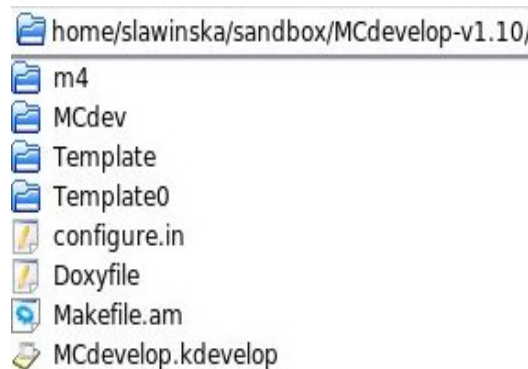 home/slawinska/sandbox/MCdevelop-v1.10/
m4
MCdev
Template
Template0
configure.in
Doxyfile
Makefile.am
MCdevelop.kdevelop